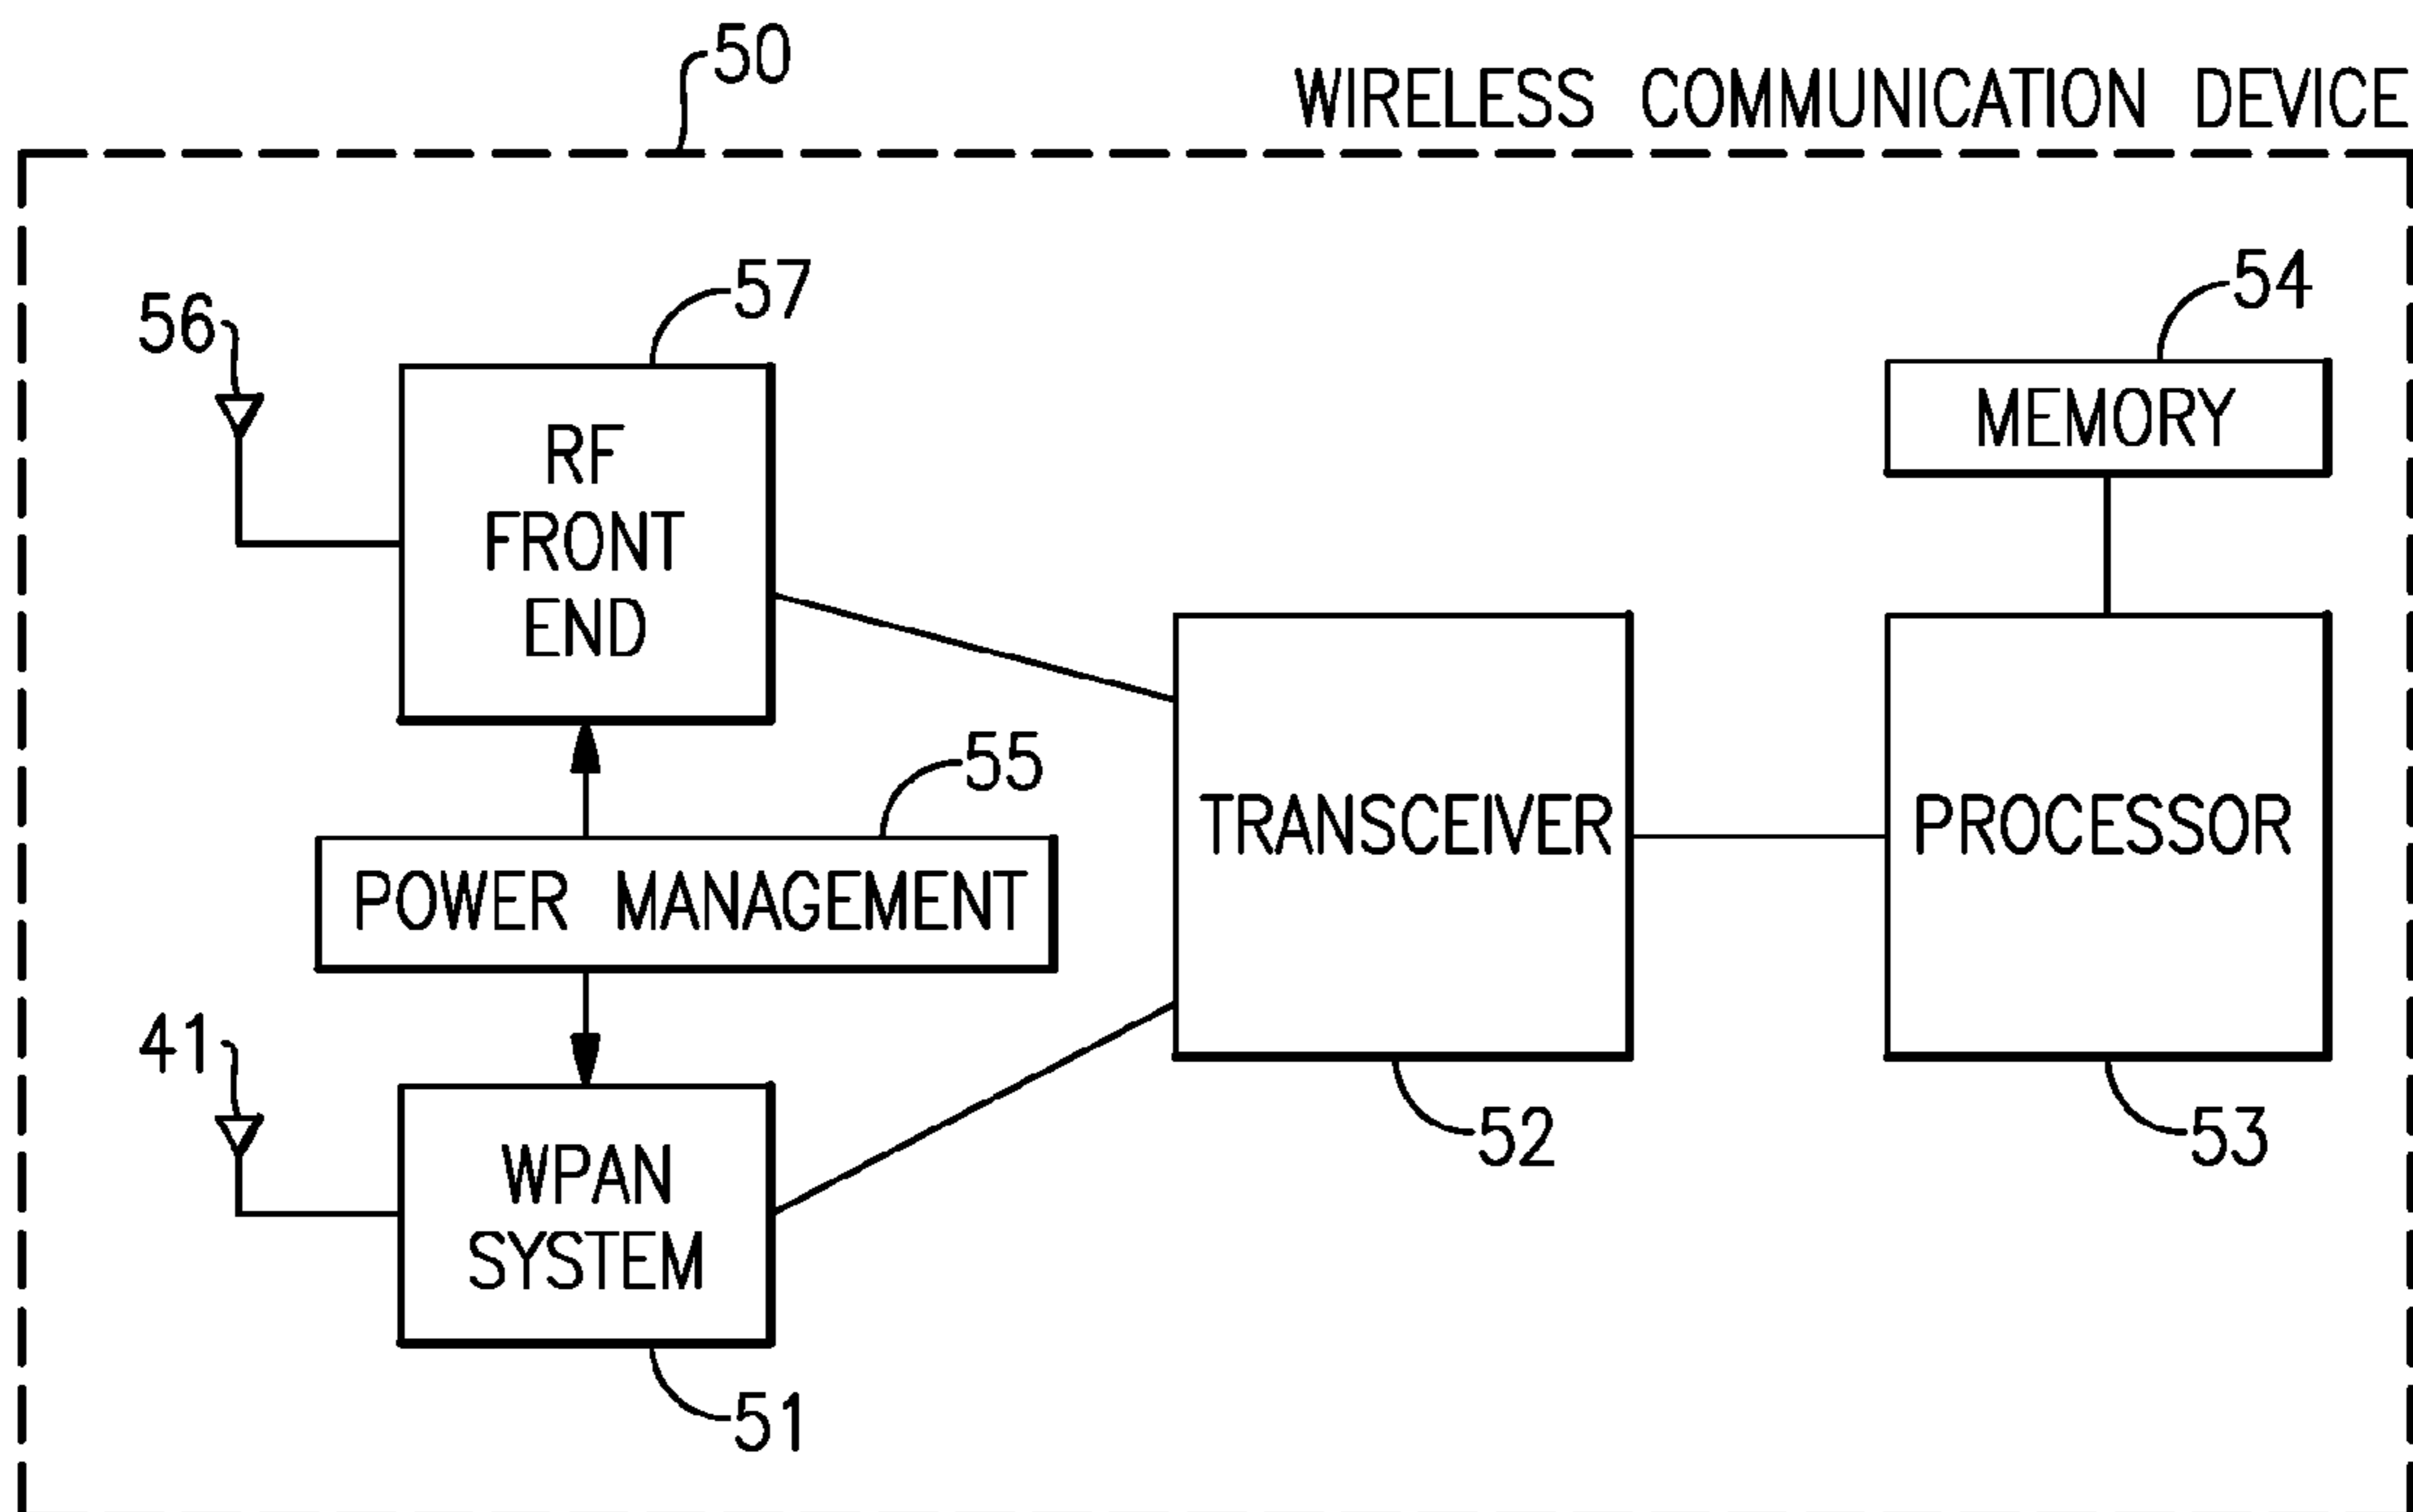 50
WIRELESS COMMUNICATION DEVICE
57
54
56
RF
FRONT
END
MEMORY
55
TRANSCEIVER
PROCESSOR
POWER MANAGEMENT
41
WPAN
SYSTEM
52
53
51